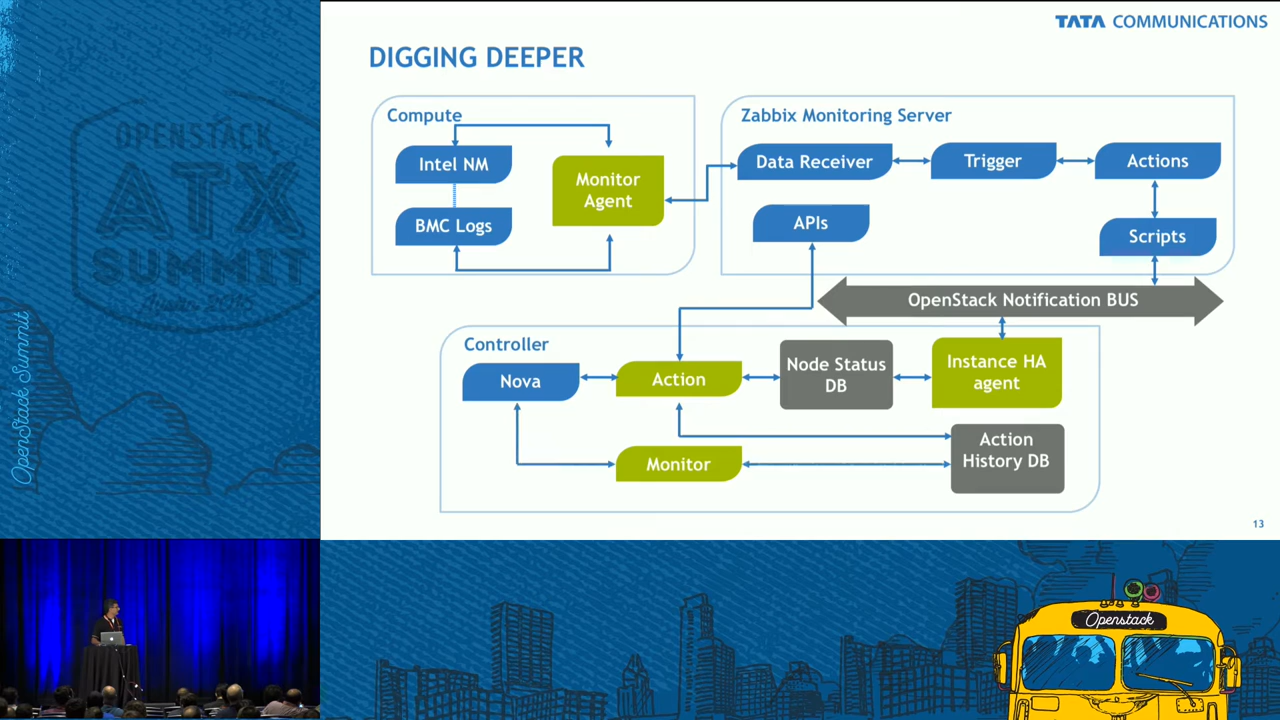 TATA COMMUNICATIONS
DIGGING DEEPER
Compute
Intel NM
BMC Logs
Monitor
Agent
Zabbix Monitoring Server
Data Receiver
Trigger
Actions
APIs
Scripts
OpenStack Notification BUS
Controller
Nova
Action
Node Status
DB
Instance HA
agent
Monitor
Action
History DB
13
OPENSTACK
ATX
SUMMIT
Austin 2016
OpenStack Summit
Openstack